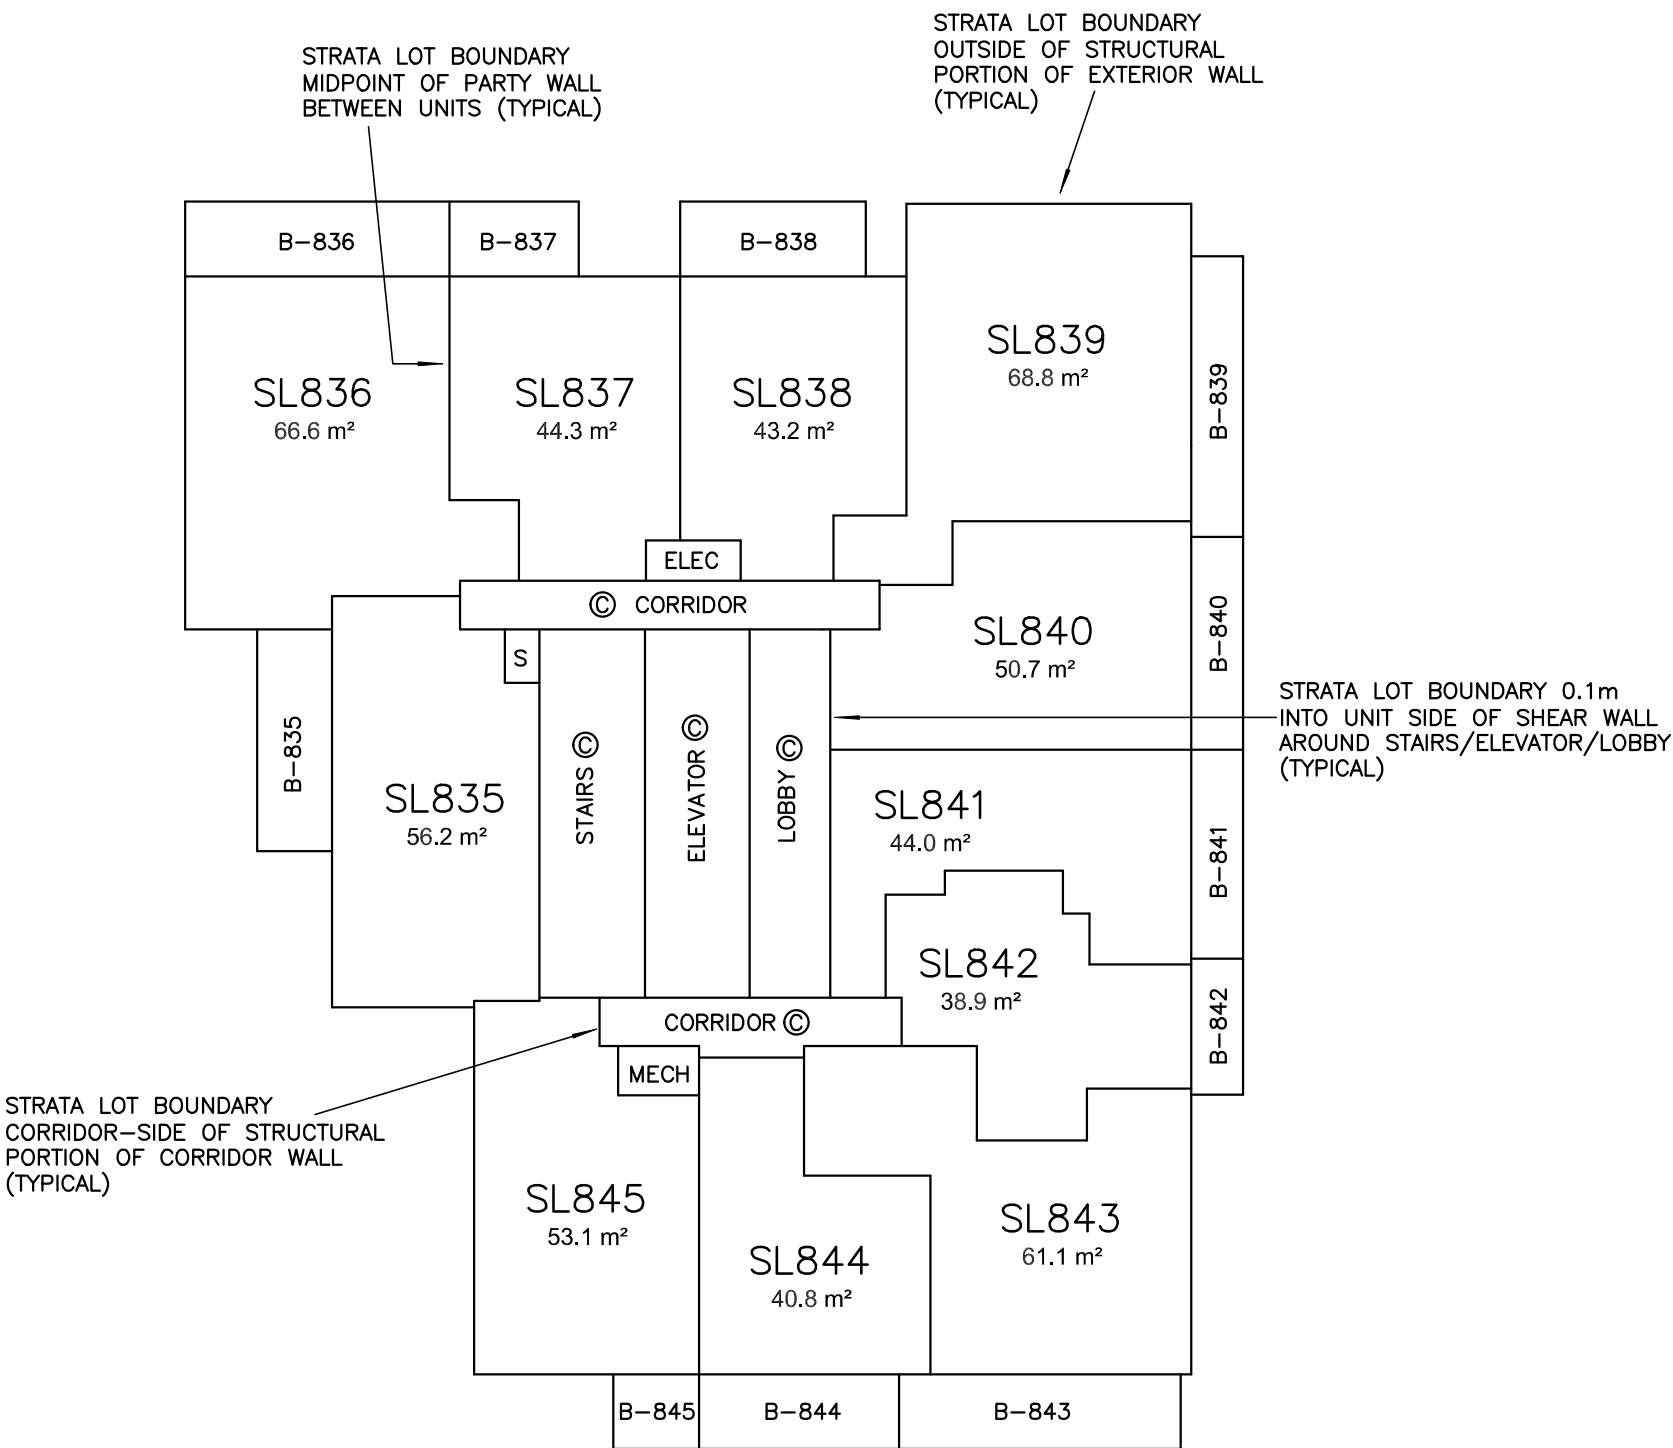 STRATA LOT BOUNDARY
OUTSIDE OF STRUCTURAL
PORTION OF EXTERIOR WALL
(TYPICAL)
STRATA LOT BOUNDARY
MIDPOINT OF PARTY WALL
BETWEEN UNITS (TYPICAL)
B-836
B-837
B-838
SL839
68.8 m²
B-839
SL836
66.6 m²
SL837
44.3 m²
SL838
43.2 m²
ELEC
© CORRIDOR
SL840
50.7 m²
B-840
S
STRATA LOT BOUNDARY 0.1m
INTO UNIT SIDE OF SHEAR WALL
AROUND STAIRS/ELEVATOR/LOBBY
(TYPICAL)
B-835
SL835
56.2 m²
STAIRS ©
ELEVATOR ©
LOBBY ©
SL841
44.0 m²
B-841
SL842
38.9 m²
B-842
CORRIDOR ©
MECH
STRATA LOT BOUNDARY
CORRIDOR-SIDE OF STRUCTURAL
PORTION OF CORRIDOR WALL
(TYPICAL)
SL845
53.1 m²
SL844
40.8 m²
SL843
61.1 m²
B-845
B-844
B-843